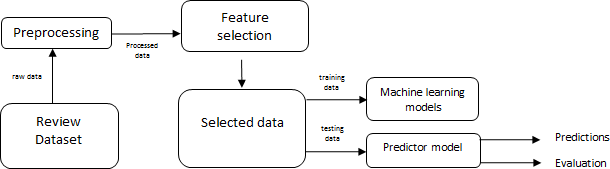 Preprocessing
Processed
data
Feature
selection
raw data
Review
Dataset
Selected data
training
data
Machine learning
models
testing
data
Predictor model
Predictions
Evaluation